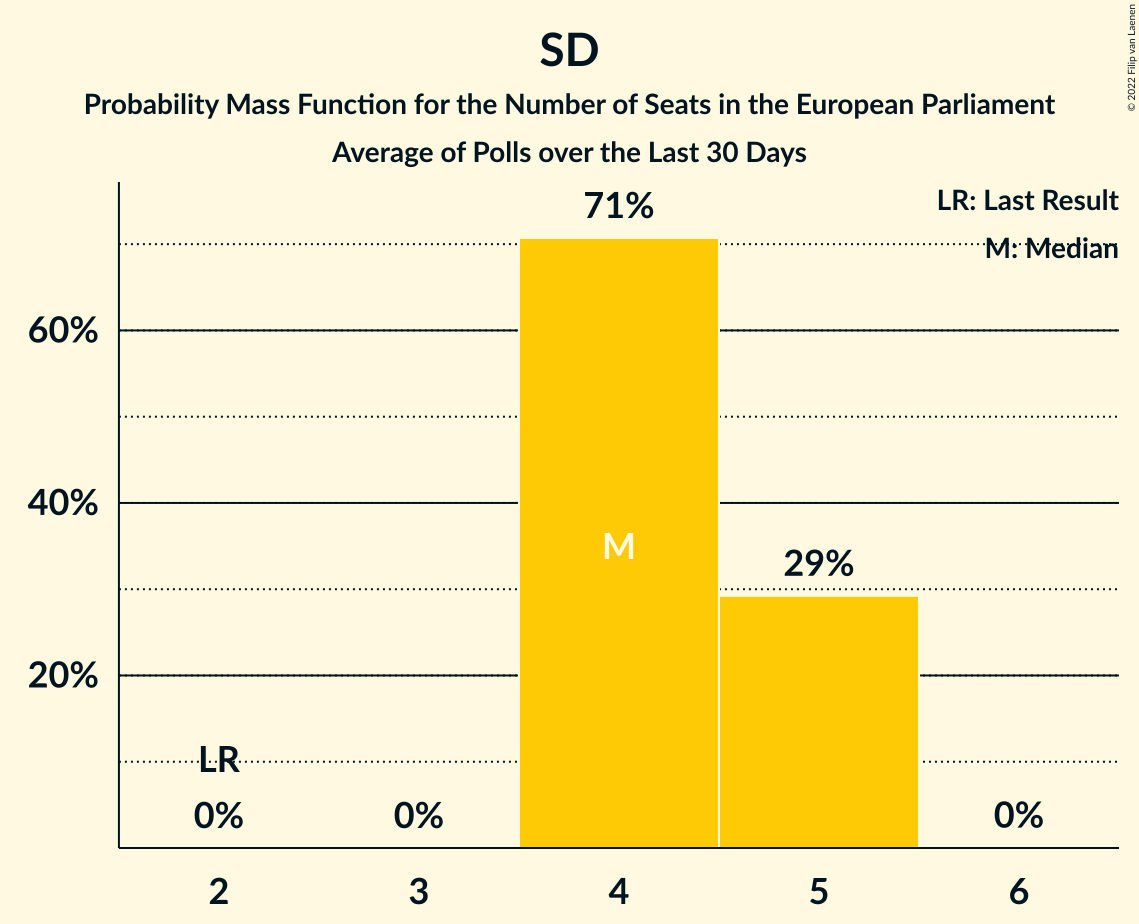 SD
Probability Mass Function for the Number of Seats in the European Parliament
Average of Polls over the Last 30 Days
© 2022 Filip van Laenen
LR: Last Result
M: Median
71%
60%
M
40%
29%
20%
LR
0%
0%
0%
2
3
4
5
6